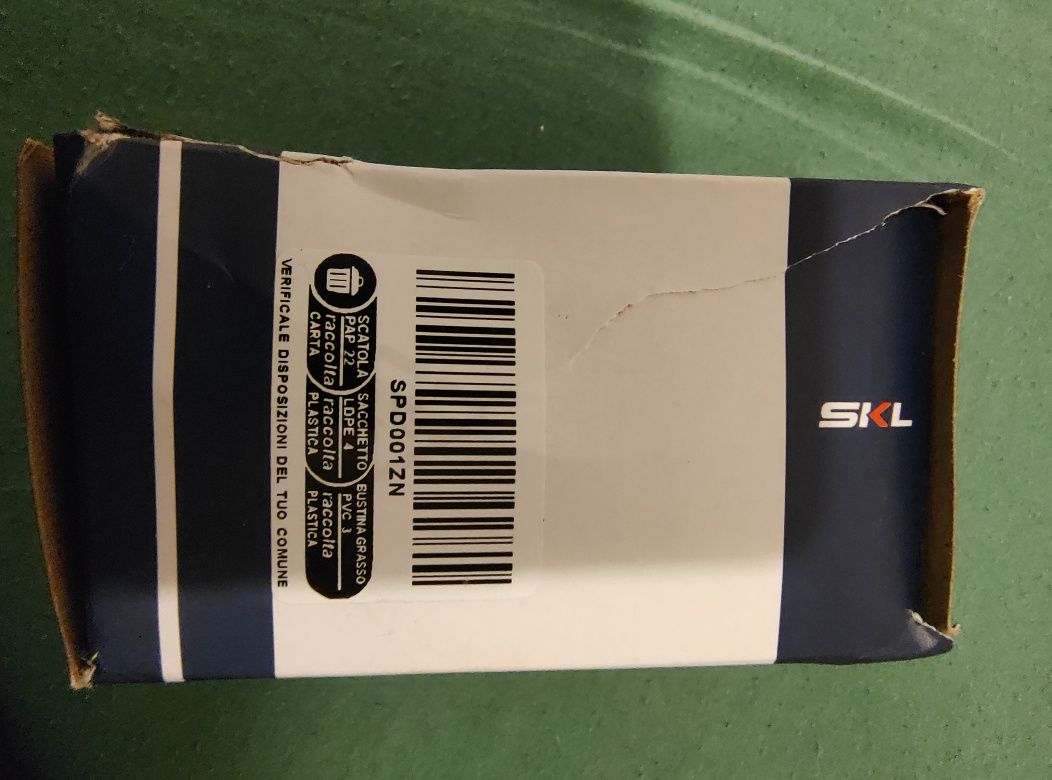 SKL
SPD001ZN
SCATOLA
PAP 22
raccolta
CARTA
SACCHETTO
LDPE 4
raccolta
PLASTICA
BUSTINA GRASSO
PVC 3
raccolta
PLASTICA
VERIFICALE DISPOSIZIONI DEL TUO COMUNE